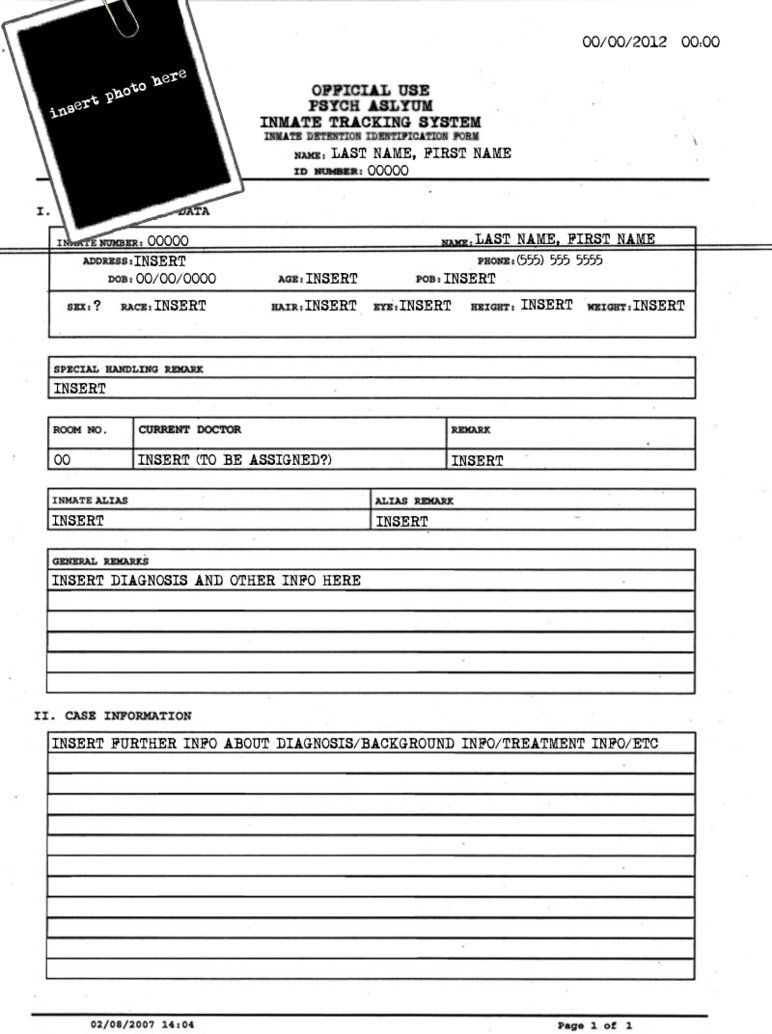 00/00/2012 00:00
insert photo here
OFFICIAL USE
PSYCH ASLYUM
INMATE TRACKING SYSTEM
INMATE DETENTION IDENTIFICATION FORM
NAME: LAST NAME, FIRST NAME
ID NUMBER: 00000
I. DATA
INMATE NUMBER: 00000 NAME: LAST NAME, FIRST NAME
ADDRESS: INSERT PHONE: (555) 555 5555
DOB: 00/00/0000 AGE: INSERT POB: INSERT
SEX: ? RACE: INSERT HAIR: INSERT EYE: INSERT HEIGHT: INSERT WEIGHT: INSERT
SPECIAL HANDLING REMARK
INSERT
ROOM NO. CURRENT DOCTOR REMARK
00 INSERT (TO BE ASSIGNED?) INSERT
INMATE ALIAS ALIAS REMARK
INSERT INSERT
GENERAL REMARKS
INSERT DIAGNOSIS AND OTHER INFO HERE
II. CASE INFORMATION
INSERT FURTHER INFO ABOUT DIAGNOSIS/BACKGROUND INFO/TREATMENT INFO/ETC
02/08/2007 14:04 Page 1 of 1